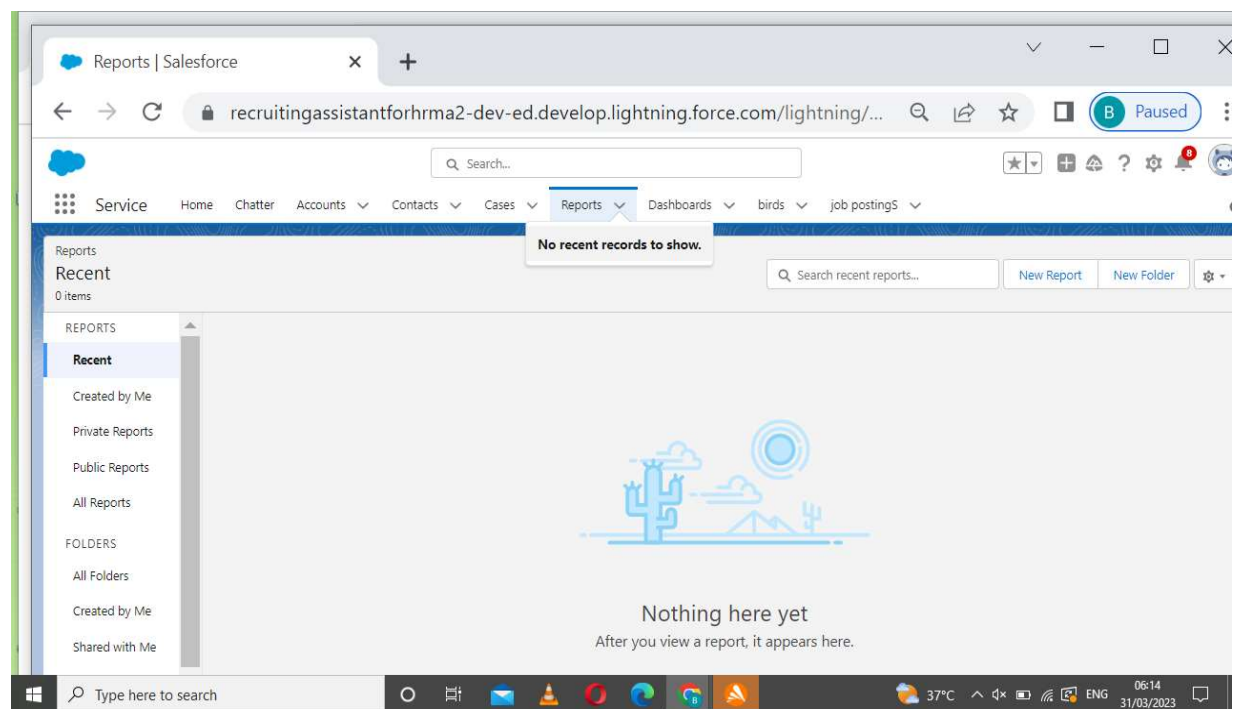 Reports | Salesforce
recruitingassistantforhrma2-dev-ed.develop.lightning.force.com/lightning/... B Paused
Search... 8
Service Home Chatter Accounts Contacts Cases Reports Dashboards birds job postingS
No recent records to show.
Reports
Recent
0 items
Search recent reports... New Report New Folder
REPORTS
Recent
Created by Me
Private Reports
Public Reports
All Reports
FOLDERS
All Folders
Created by Me
Shared with Me
Nothing here yet
After you view a report, it appears here.
Type here to search B 37°C ENG 06:14
31/03/2023